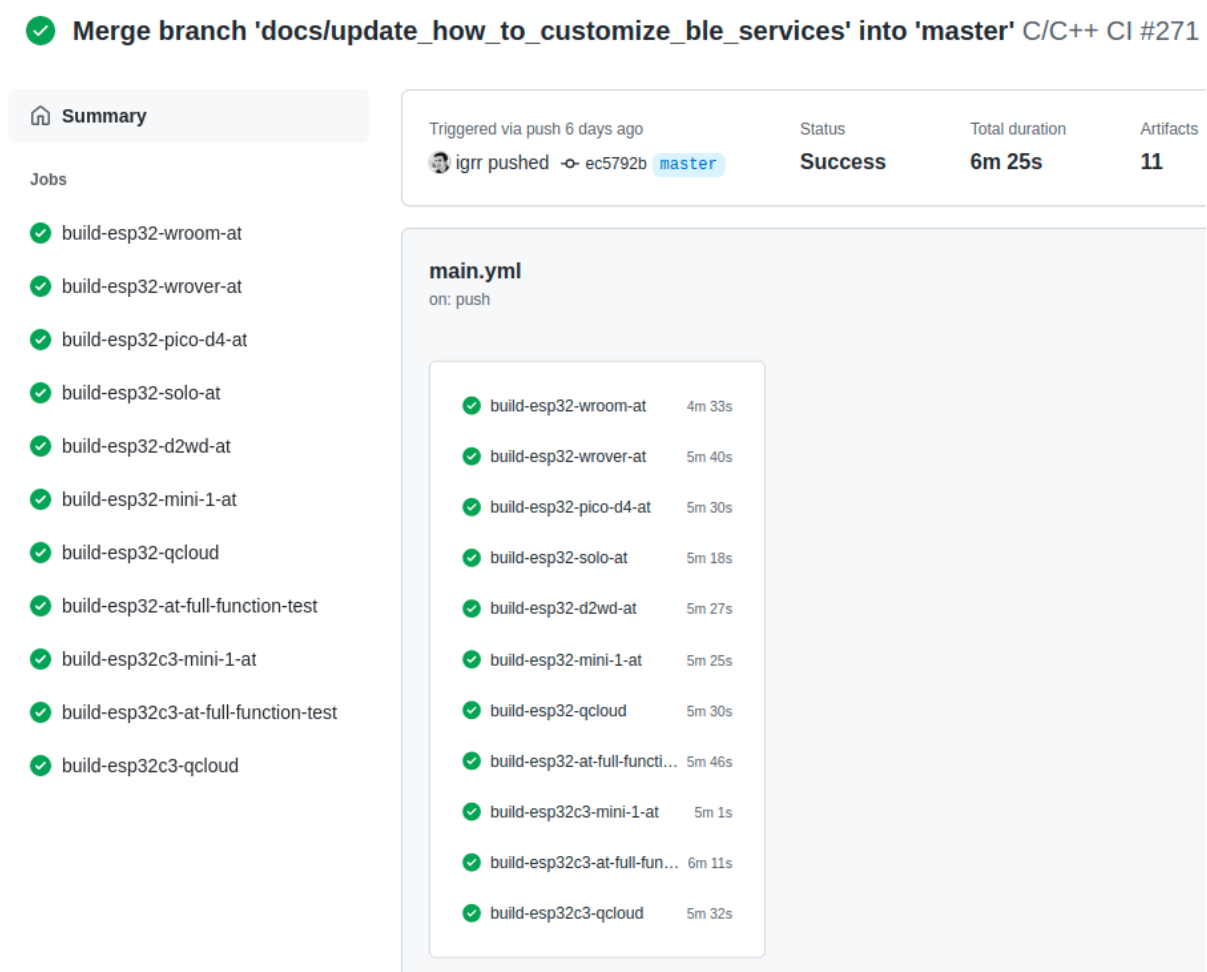 Merge branch 'docs/update_how_to_customize_ble_services' into 'master' C/C++ CI #271
Summary
Jobs
build-esp32-wroom-at
build-esp32-wrover-at
build-esp32-pico-d4-at
build-esp32-solo-at
build-esp32-d2wd-at
build-esp32-mini-1-at
build-esp32-qcloud
build-esp32-at-full-function-test
build-esp32c3-mini-1-at
build-esp32c3-at-full-function-test
build-esp32c3-qcloud
Triggered via push 6 days ago
igrr pushed ec5792b master
Status
Success
Total duration
6m 25s
Artifacts
11
main.yml
on: push
build-esp32-wroom-at 4m 33s
build-esp32-wrover-at 5m 40s
build-esp32-pico-d4-at 5m 30s
build-esp32-solo-at 5m 18s
build-esp32-d2wd-at 5m 27s
build-esp32-mini-1-at 5m 25s
build-esp32-qcloud 5m 30s
build-esp32-at-full-functi... 5m 46s
build-esp32c3-mini-1-at 5m 1s
build-esp32c3-at-full-fun... 6m 11s
build-esp32c3-qcloud 5m 32s